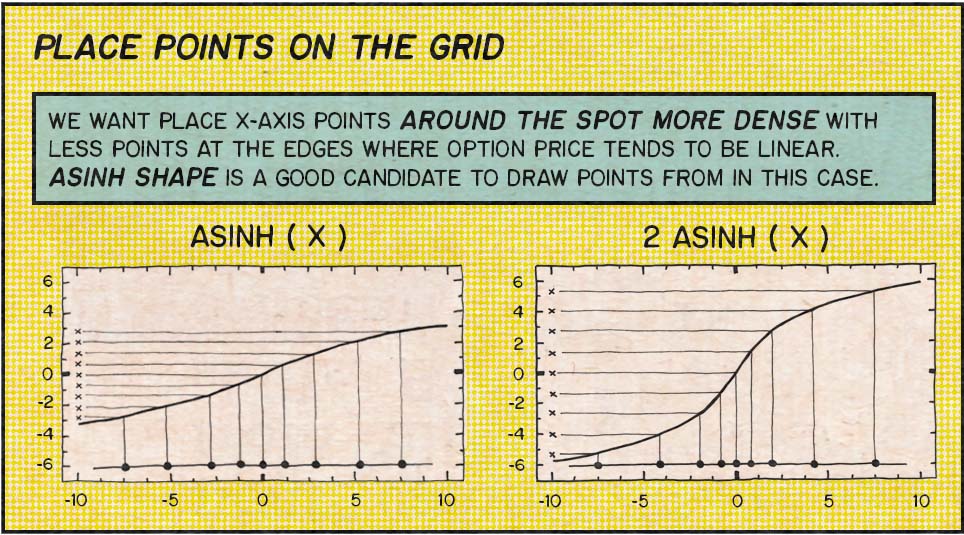 PLACE POINTS ON THE GRID
WE WANT PLACE X-AXIS POINTS AROUND THE SPOT MORE DENSE WITH
LESS POINTS AT THE EDGES WHERE OPTION PRICE TENDS TO BE LINEAR.
ASINH SHAPE IS A GOOD CANDIDATE TO DRAW POINTS FROM IN THIS CASE.
ASINH ( X )
6
4
2
0
-2
-4
-6
-10 -5 0 5 10
2 ASINH ( X )
6
4
2
0
-2
-4
-6
-10 -5 0 5 10